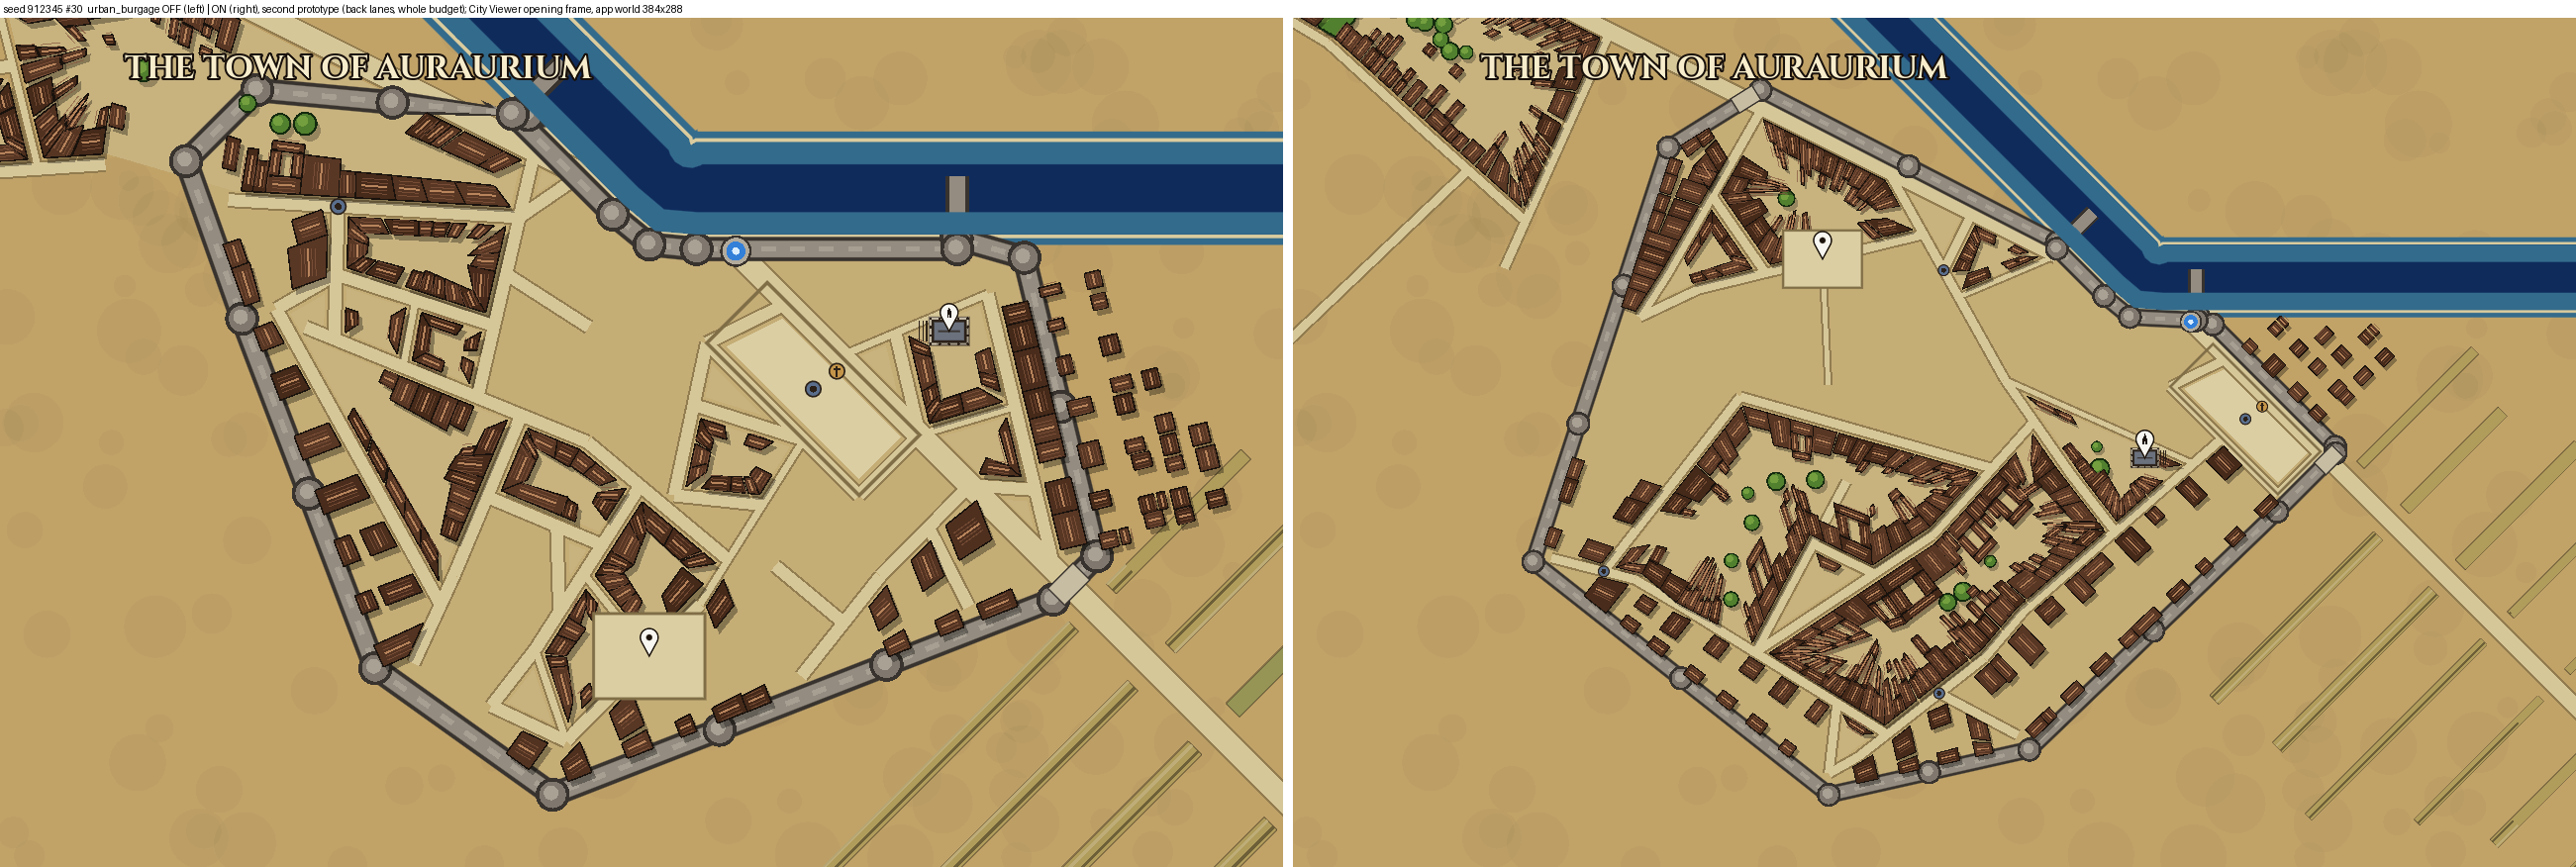 seed 912345 #30 urban_burgage OFF (left) | ON (right), second prototype (back lanes, whole budget); City Viewer opening frame, app world 384x288
THE TOWN OF AURAURIUM
THE TOWN OF AURAURIUM